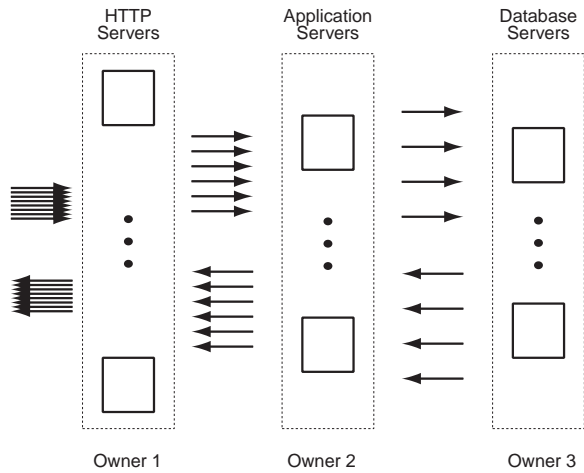 HTTP
Servers
Application
Servers
Database
Servers
Owner 1
Owner 2
Owner 3